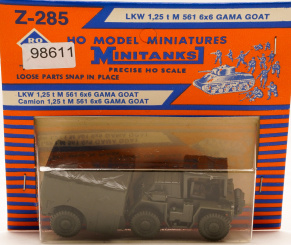 Z-285
LKW 1,25 t M 561 6x6 GAMA GOAT
RO
98611
HO MODEL MINIATURES
MINITANKS
PRECISE HO SCALE
LOOSE PARTS SNAP IN PLACE
LKW 1,25 t M 561 6x6 GAMA GOAT
Camion 1,25 t M 561 6x6 GAMA GOAT